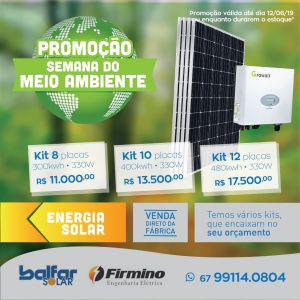 Promoção válida até dia 12/06/19
ou enquanto durarem o estoque*
PROMOÇÃO
SEMANA DO
MEIO AMBIENTE
Growatt
Kit 8 placas
300kwh • 330W
R$ 11.000,00
Kit 10 placas
400kwh • 330W
R$ 13.500,00
Kit 12 placas
480kwh • 330W
R$ 17.500,00
ENERGIA
SOLAR
VENDA
DIRETO DA
FÁBRICA
Temos vários kits,
que encaixam no
seu orçamento
balfar
SOLAR
Firmino
Engenharia Elétrica
67 99114.0804